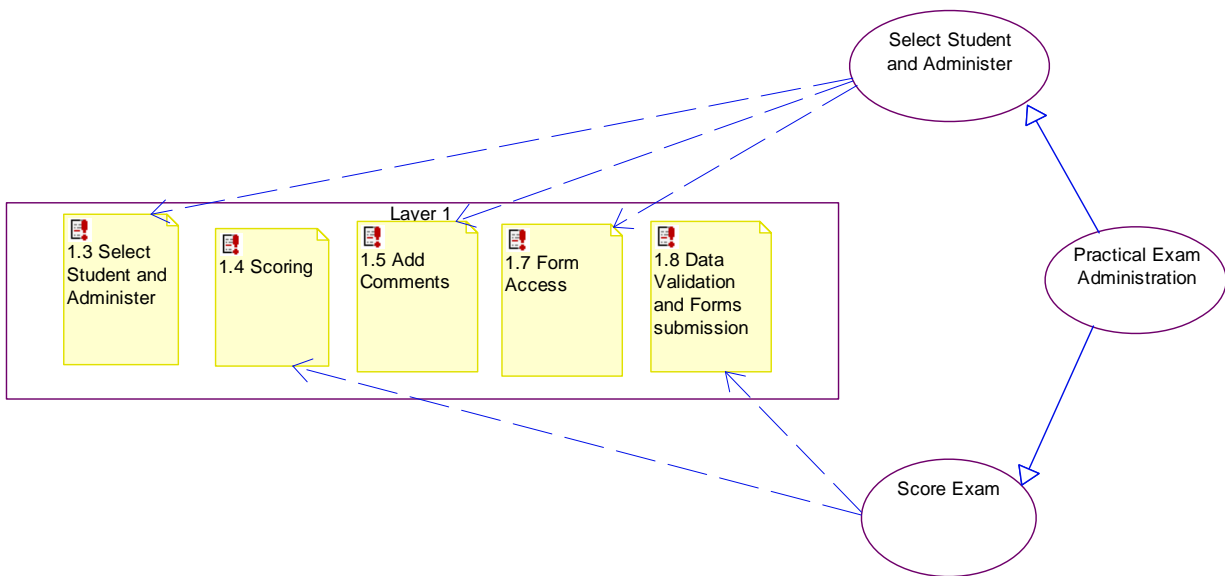 Select Student
and Administer
Layer 1
1.3 Select
Student and
Administer
1.4 Scoring
1.5 Add
Comments
1.7 Form
Access
1.8 Data
Validation
and Forms
submission
Practical Exam
Administration
Score Exam